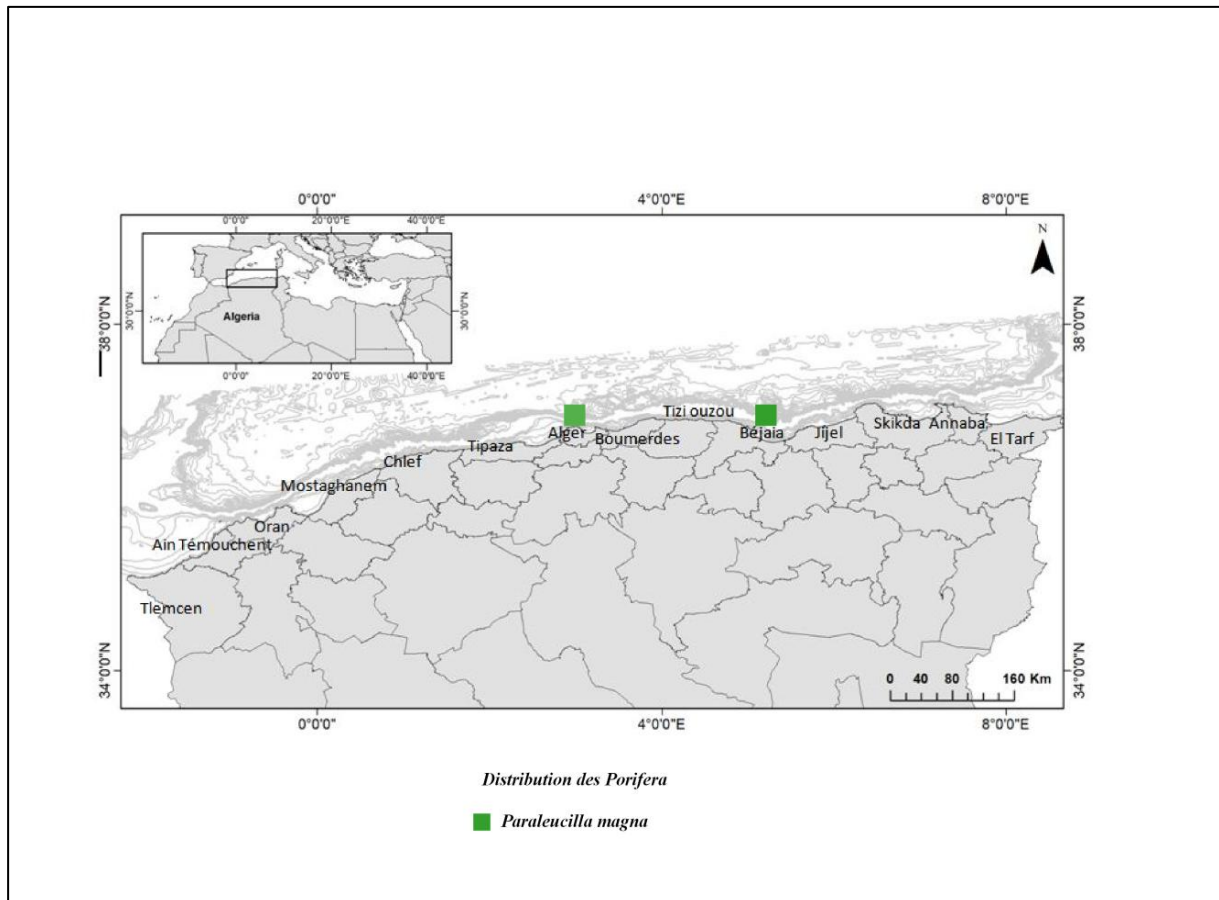 0°0'0"
4°0'0"E
8°0'0"E
N
0°0'0"
20°0'0"E
40°0'0"E
30°0'0"N
30°0'0"N
Algeria
0°0'0"
20°0'0"E
40°0'0"E
38°0'0"N
38°0'0"N
Tizi ouzou
Alger
Boumerdes
Béjaia
Jijel
Skikda
Annaba
El Tarf
Tipaza
Chlef
Mostaghanem
Oran
Ain Témouchent
Tlemcen
34°0'0"N
34°0'0"N
0 40 80 160 Km
0°0'0"
4°0'0"E
8°0'0"E
Distribution des Porifera
Paraleucilla magna